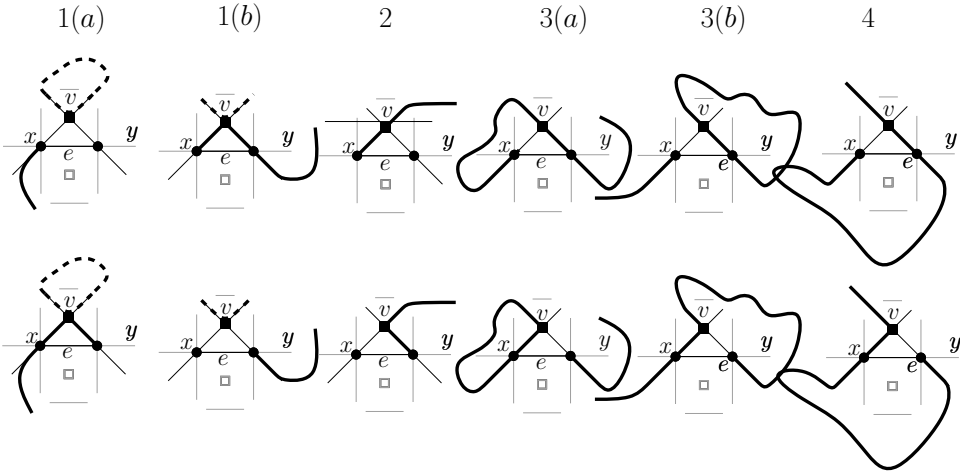 1(a) 1(b) 2 3(a) 3(b) 4
v v v v v v
x y y x y x y x y x
e e e e e e
v v v v v v
x y x y x y x y x y x
e e e e e e